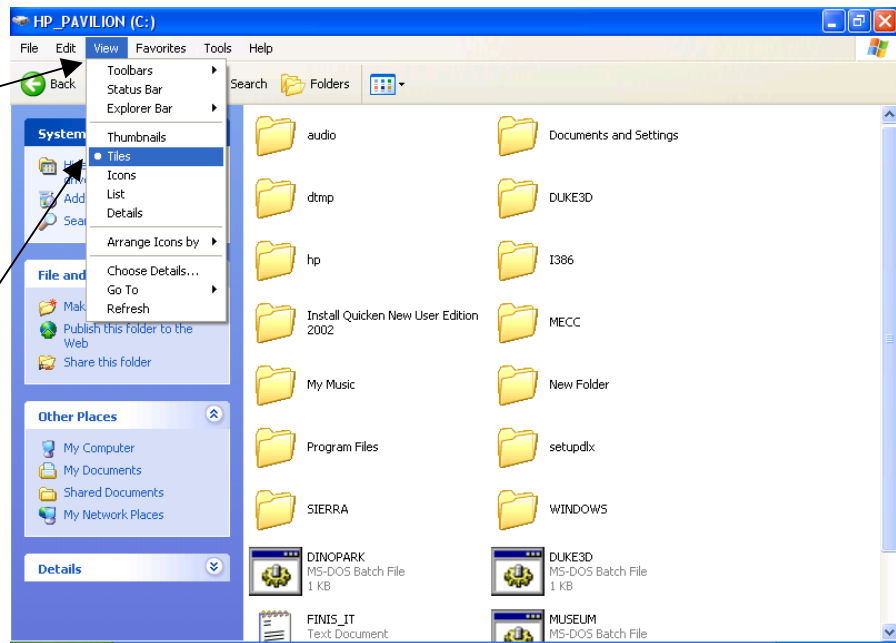 HP_PAVILION (C:)
File Edit View Favorites Tools Help
Back Search Folders
Toolbars
Status Bar
Explorer Bar
Thumbnails
Tiles
Icons
List
Details
Arrange Icons by
Choose Details...
Go To
Refresh
System
Add
File and
Publish this folder to the
Web
Share this folder
Other Places
My Computer
My Documents
Shared Documents
My Network Places
Details
audio
Documents and Settings
dtmp
DUKE3D
hp
I386
Install Quicken New User Edition
2002
MECC
My Music
New Folder
Program Files
setupdlx
SIERRA
WINDOWS
DINOPARK
MS-DOS Batch File
1 KB
DUKE3D
MS-DOS Batch File
1 KB
FINIS_IT
Text Document
MUSEUM
MS-DOS Batch File